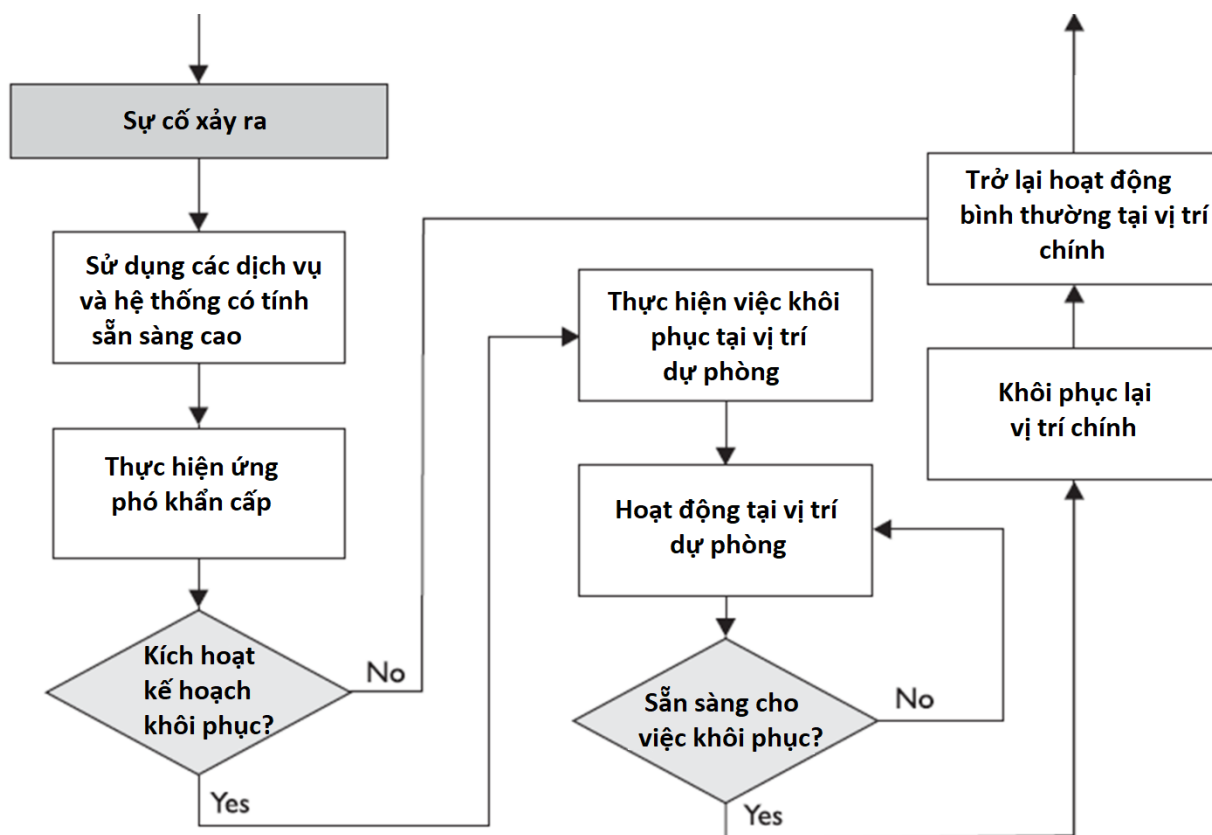 Sự cố xảy ra
Sử dụng các dịch vụ
và hệ thống có tính
sẵn sàng cao
Thực hiện ứng
phó khẩn cấp
Kích hoạt
kế hoạch
khôi phục?
No
Yes
Thực hiện việc khôi
phục tại vị trí
dự phòng
Hoạt động tại vị trí
dự phòng
Sẵn sàng cho
việc khôi phục?
No
Yes
Khôi phục lại
vị trí chính
Trở lại hoạt động
bình thường tại vị trí
chính